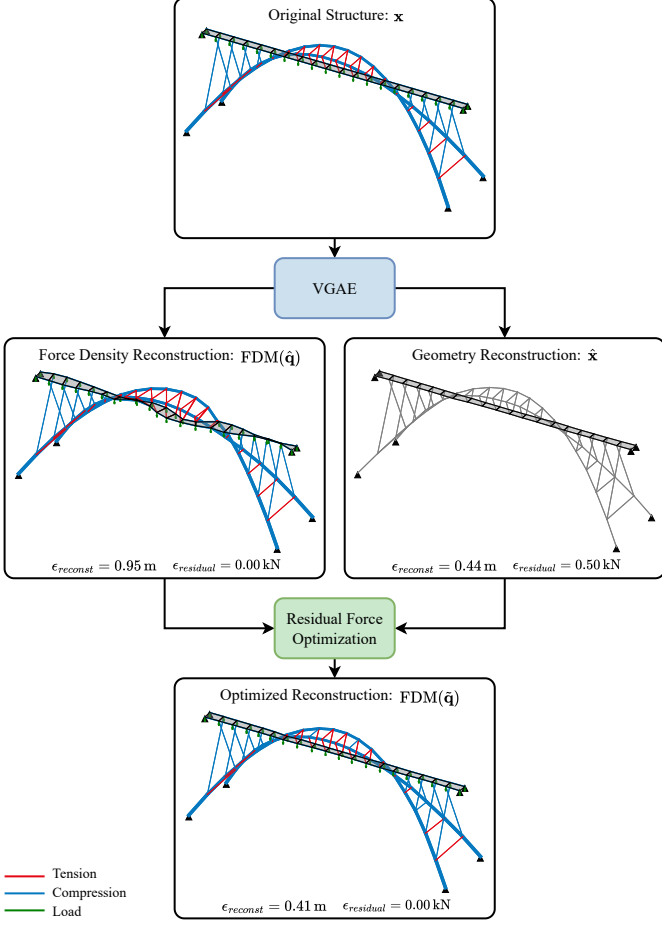 Original Structure: x
VGAE
Force Density Reconstruction: FDM(q̂)
Geometry Reconstruction: x̂
ϵreconst = 0.95 m ϵresidual = 0.00 kN
ϵreconst = 0.44 m ϵresidual = 0.50 kN
Residual Force
Optimization
Optimized Reconstruction: FDM(q̃)
Tension
Compression
Load
ϵreconst = 0.41 m ϵresidual = 0.00 kN